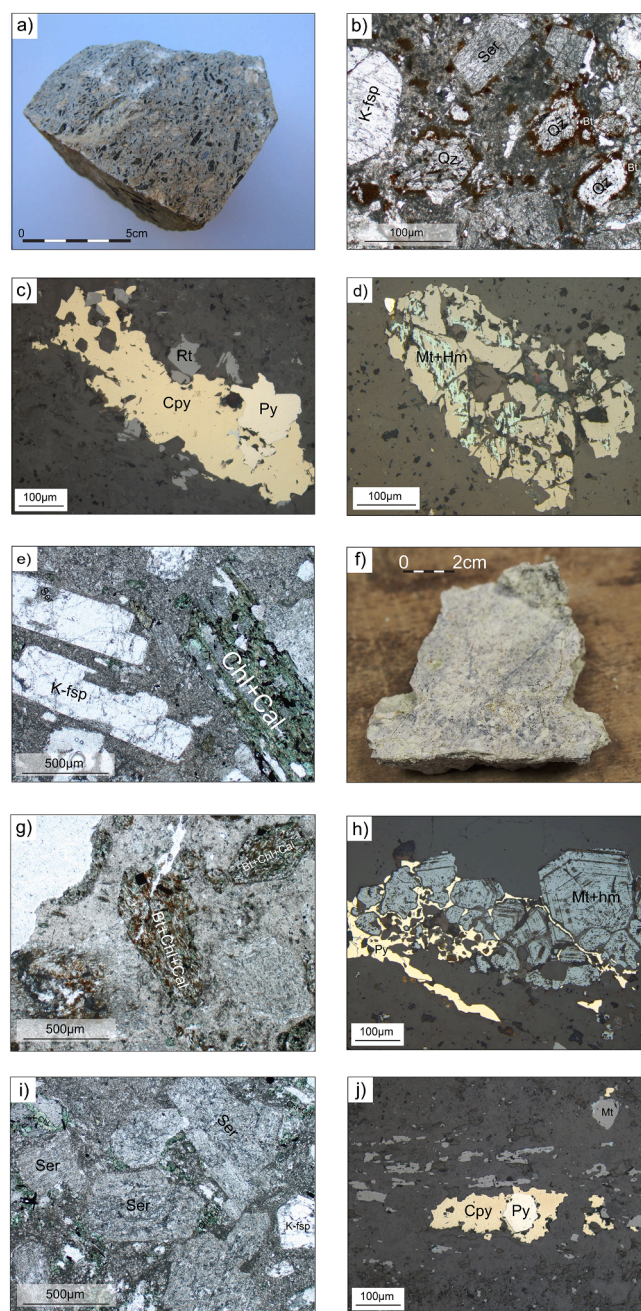 a)
0
5cm
b)
Ser
K-fsp
Qz
Bt
Qz
Qz
Bt
100µm
c)
Rt
Cpy
Py
100µm
d)
Mt+Hm
100µm
e)
K-fsp
Chl+Cal
500µm
f)
0
2cm
g)
Bt+Chl+Cal
Bt+Chl+Cal
500µm
h)
Mt+hm
Py
100µm
i)
Ser
Ser
Ser
K-fsp
500µm
j)
Mt
Cpy
Py
100µm